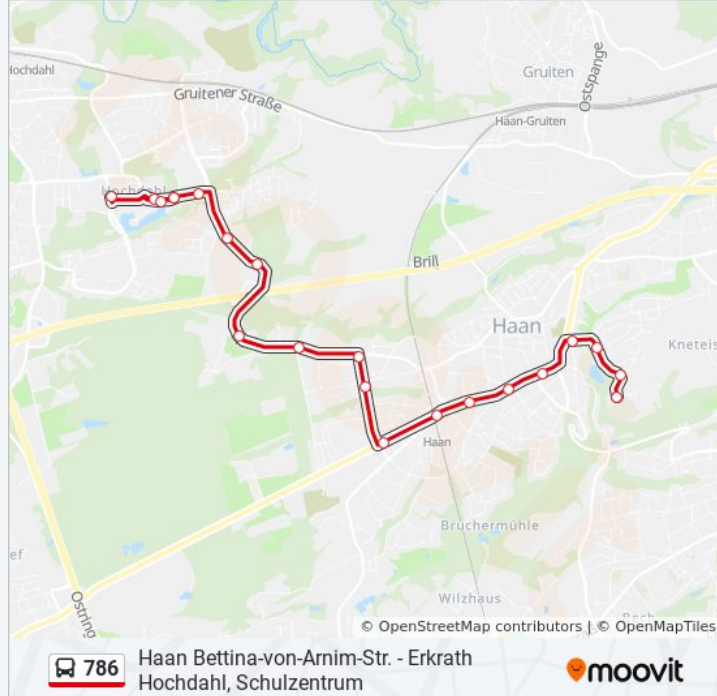 Hochdahl
Gruitener Straße
Gruiten
Ostspange
Haan-Gruiten
Hochdahl
Brill
Haan
Haan
Bruchermühle
Wilzhaus
Ostring
© OpenStreetMap contributors | © OpenMapTiles
786
Haan Bettina-von-Arnim-Str. - Erkrath
Hochdahl, Schulzentrum
moovit